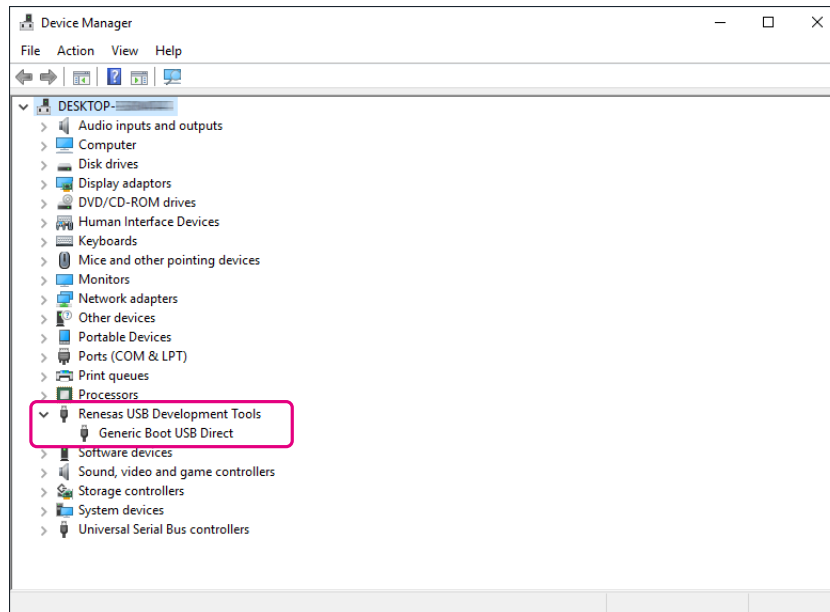 Device Manager
File Action View Help
DESKTOP-
Audio inputs and outputs
Computer
Disk drives
Display adaptors
DVD/CD-ROM drives
Human Interface Devices
Keyboards
Mice and other pointing devices
Monitors
Network adapters
Other devices
Portable Devices
Ports (COM & LPT)
Print queues
Processors
Renesas USB Development Tools
Generic Boot USB Direct
Software devices
Sound, video and game controllers
Storage controllers
System devices
Universal Serial Bus controllers